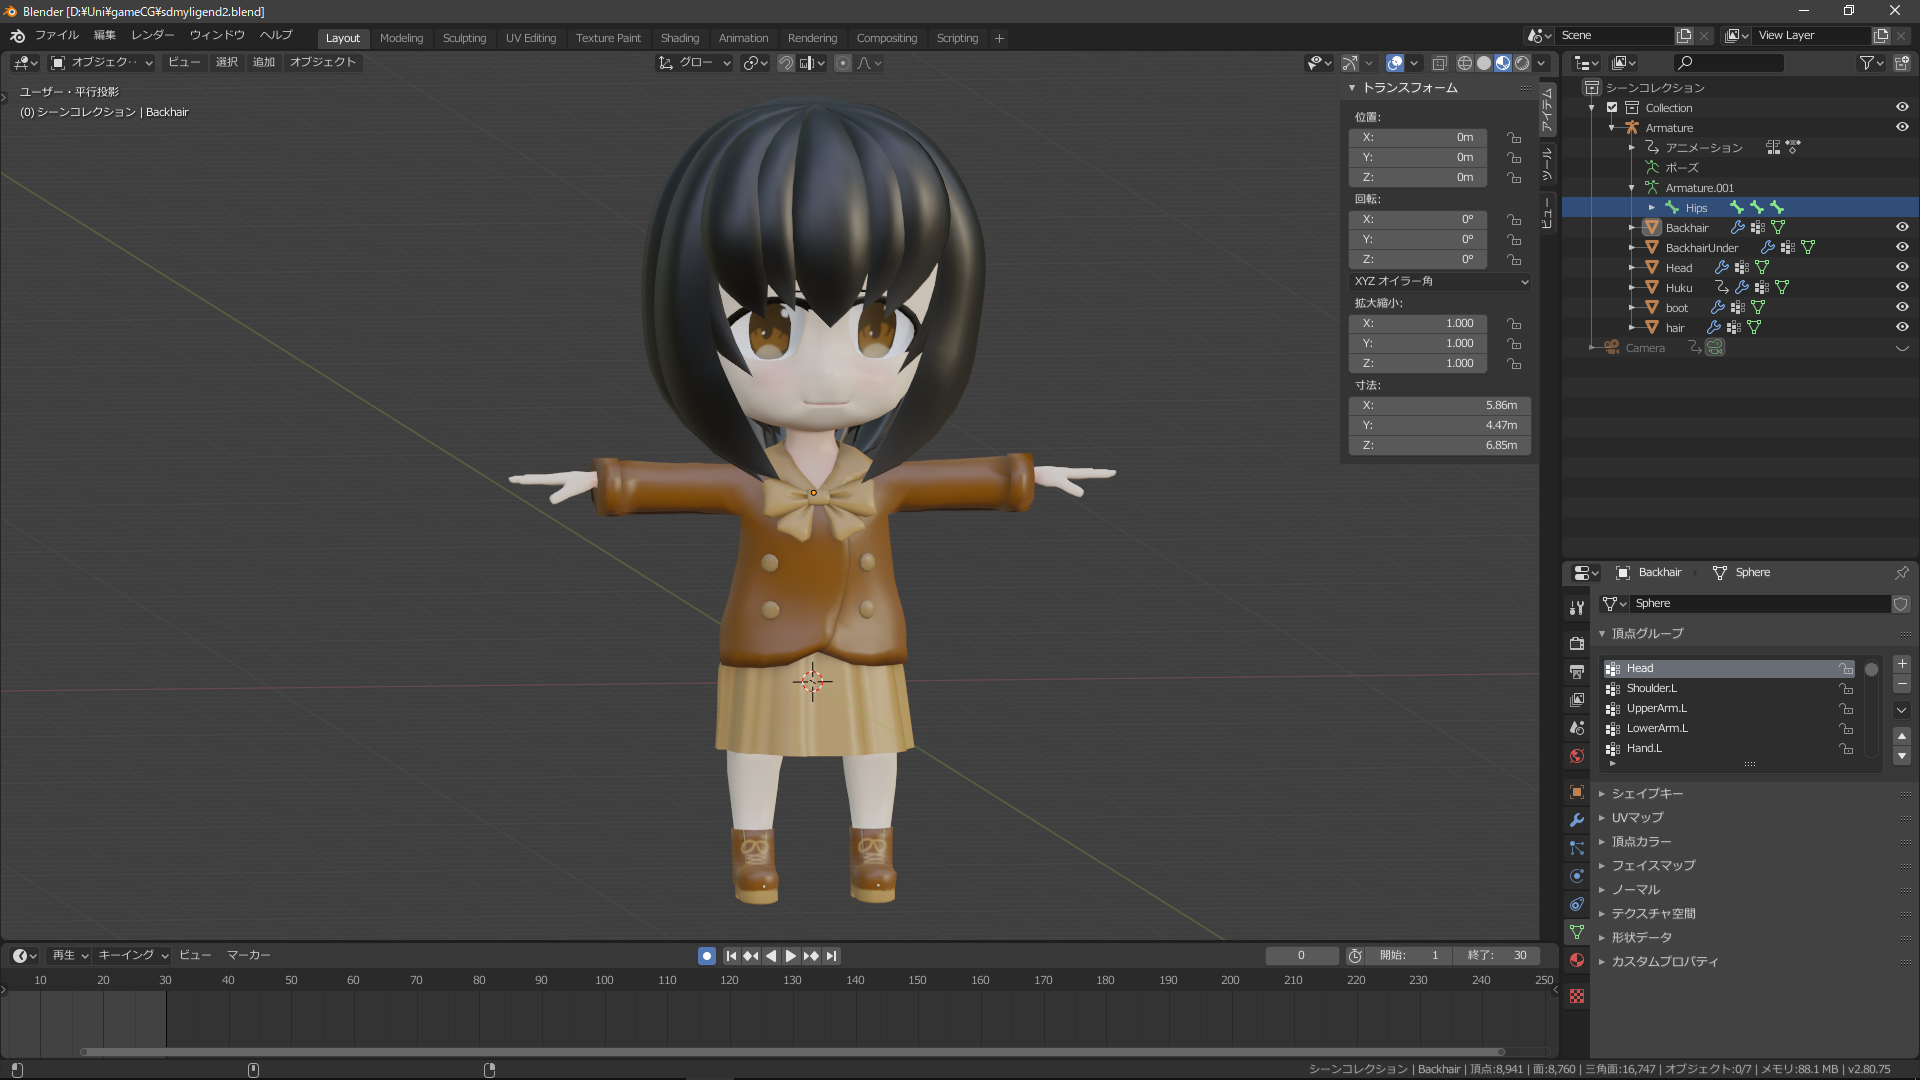 Blender [D:¥Uni¥gameCG¥sdmyligend2.blend]
ファイル 編集 レンダー ウィンドウ ヘルプ Layout Modeling Sculpting UV Editing Texture Paint Shading Animation Rendering Compositing Scripting + Scene View Layer
オブジェク‥ ビュー 選択 追加 オブジェクト グロー
ユーザー・平行投影
(0) シーンコレクション | Backhair
トランスフォーム
位置:
X: 0m
Y: 0m
Z: 0m
回転:
X: 0°
Y: 0°
Z: 0°
XYZ オイラー角
拡大縮小:
X: 1.000
Y: 1.000
Z: 1.000
寸法:
X: 5.86m
Y: 4.47m
Z: 6.85m
アイテム
ツール
ビュー
シーンコレクション
Collection
Armature
アニメーション
ポーズ
Armature.001
Hips
Backhair
BackhairUnder
Head
Huku
boot
hair
Camera
Backhair Sphere
Sphere
頂点グループ
Head
Shoulder.L
UpperArm.L
LowerArm.L
Hand.L
シェイプキー
UVマップ
頂点カラー
フェイスマップ
ノーマル
テクスチャ空間
形状データ
カスタムプロパティ
再生 キーイング ビュー マーカー 0 開始: 1 終了: 30
10 20 30 40 50 60 70 80 90 100 110 120 130 140 150 160 170 180 190 200 210 220 230 240 250
シーンコレクション | Backhair | 頂点:8,941 | 面:8,760 | 三角面:16,747 | オブジェクト:0/7 | メモリ:88.1 MB | v2.80.75